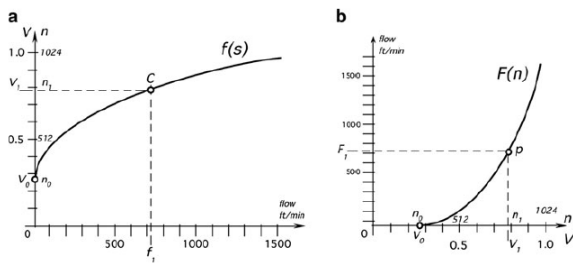 a
V n
1.0 1024
f(s)
C
V₁ n₁
0.5 512
V₀ n₀
flow
ft/min
0 500 1000 1500
f₁
b
flow
ft/min
1500
F(n)
1000
F₁
P
500
n₀ 512 n₁ 1024 n
0 V₀ 0.5 V₁ 1.0 V